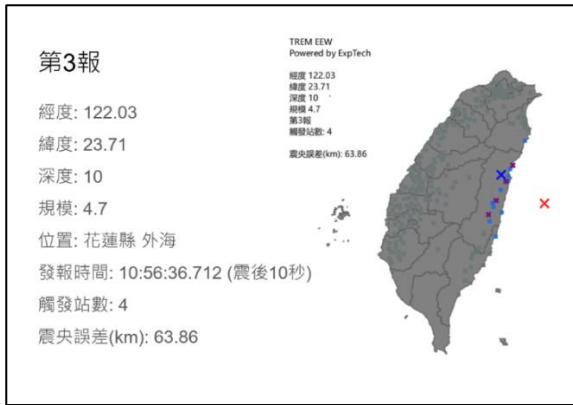 第3報
經度: 122.03
緯度: 23.71
深度: 10
規模: 4.7
位置: 花蓮縣 外海
發報時間: 10:56:36.712 (震後10秒)
觸發站數: 4
震央誤差(km): 63.86
TREM EEW
Powered by ExpTech
經度 122.03
緯度 23.71
深度 10
規模 4.7
第3報
觸發站數: 4
震央誤差(km): 63.86